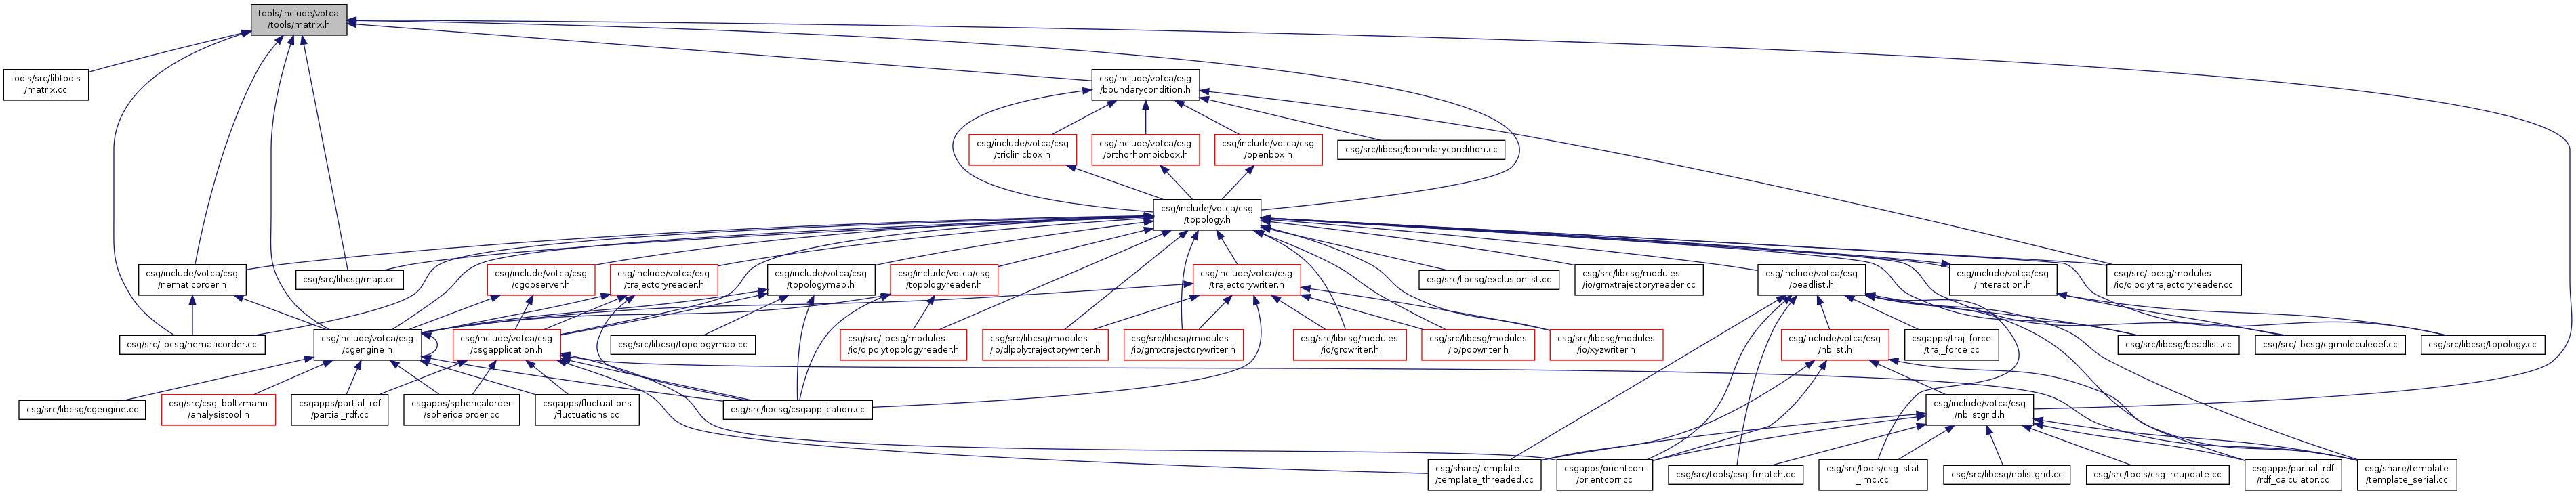 tools/include/votca
/tools/matrix.h
tools/src/libtools
/matrix.cc
csg/include/votca/csg
/boundarycondition.h
csg/include/votca/csg
/triclinicbox.h
csg/include/votca/csg
/orthorhombicbox.h
csg/include/votca/csg
/openbox.h
csg/src/libcsg/boundarycondition.cc
csg/include/votca/csg
/topology.h
csg/include/votca/csg
/nematicorder.h
csg/src/libcsg/map.cc
csg/include/votca/csg
/cgobserver.h
csg/include/votca/csg
/trajectoryreader.h
csg/include/votca/csg
/topologymap.h
csg/include/votca/csg
/topologyreader.h
csg/include/votca/csg
/trajectorywriter.h
csg/src/libcsg/exclusionlist.cc
csg/src/libcsg/modules
/io/gmxtrajectoryreader.cc
csg/include/votca/csg
/beadlist.h
csg/include/votca/csg
/interaction.h
csg/src/libcsg/modules
/io/dlpolytrajectoryreader.cc
csg/src/libcsg/nematicorder.cc
csg/include/votca/csg
/cgengine.h
csg/include/votca/csg
/csgapplication.h
csg/src/libcsg/topologymap.cc
csg/src/libcsg/modules
/io/dlpolytopologyreader.h
csg/src/libcsg/modules
/io/dlpolytrajectorywriter.h
csg/src/libcsg/modules
/io/gmxtrajectorywriter.h
csg/src/libcsg/modules
/io/growriter.h
csg/src/libcsg/modules
/io/pdbwriter.h
csg/src/libcsg/modules
/io/xyzwriter.h
csg/include/votca/csg
/nblist.h
csgapps/traj_force
/traj_force.cc
csg/src/libcsg/beadlist.cc
csg/src/libcsg/cgmoleculedef.cc
csg/src/libcsg/topology.cc
csg/src/libcsg/cgengine.cc
csg/src/csg_boltzmann
/analysistool.h
csgapps/partial_rdf
/partial_rdf.cc
csgapps/sphericalorder
/sphericalorder.cc
csgapps/fluctuations
/fluctuations.cc
csg/src/libcsg/csgapplication.cc
csg/include/votca/csg
/nblistgrid.h
csg/share/template
/template_threaded.cc
csgapps/orientcorr
/orientcorr.cc
csg/src/tools/csg_fmatch.cc
csg/src/tools/csg_stat
_imc.cc
csg/src/libcsg/nblistgrid.cc
csg/src/tools/csg_reupdate.cc
csgapps/partial_rdf
/rdf_calculator.cc
csg/share/template
/template_serial.cc